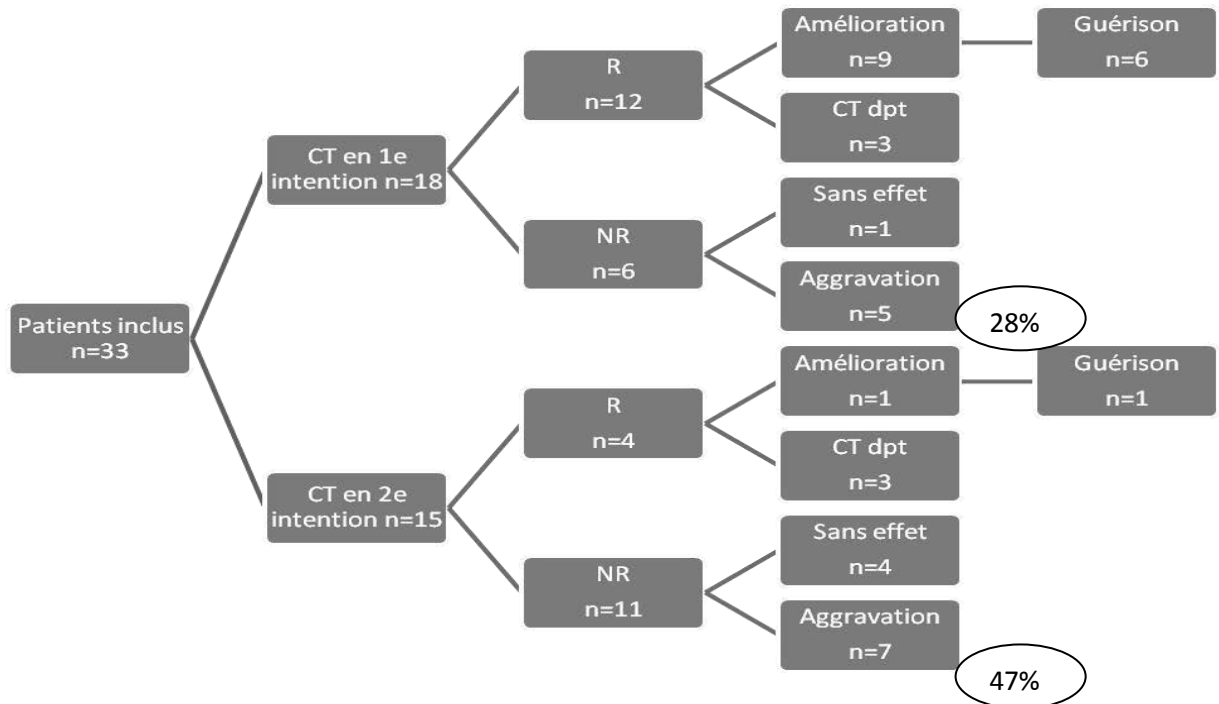 Patients inclus
n=33
CT en 1e
intention n=18
R
n=12
Amélioration
n=9
Guérison
n=6
CT dpt
n=3
NR
n=6
Sans effet
n=1
Aggravation
n=5
28%
CT en 2e
intention n=15
R
n=4
Amélioration
n=1
Guérison
n=1
CT dpt
n=3
NR
n=11
Sans effet
n=4
Aggravation
n=7
47%